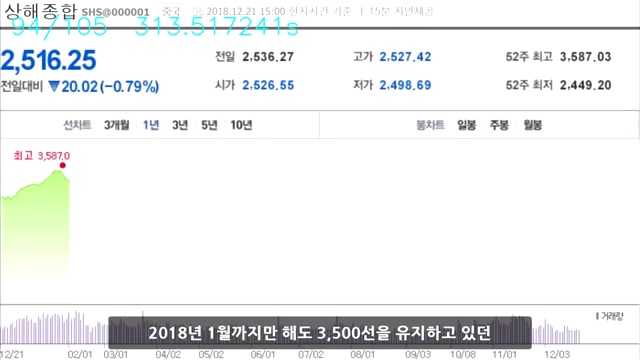 상해종합 SHS@000001 중국 2018.12.21 15:00 현지시간 기준 15분 지연제공
94/105 313.517241s
2,516.25 전일 2,536.27 고가 2,527.42 52주 최고 3,587.03
전일대비 ▼20.02 (-0.79%) 시가 2,526.55 저가 2,498.69 52주 최저 2,449.20
선차트 3개월 1년 3년 5년 10년 봉차트 일봉 주봉 월봉
최고 3,587.0
거래량
2018년 1월까지만 해도 3,500선을 유지하고 있던
12/21 02/01 03/01 04/02 05/02 06/01 07/02 08/01 09/03 10/08 11/01 12/03